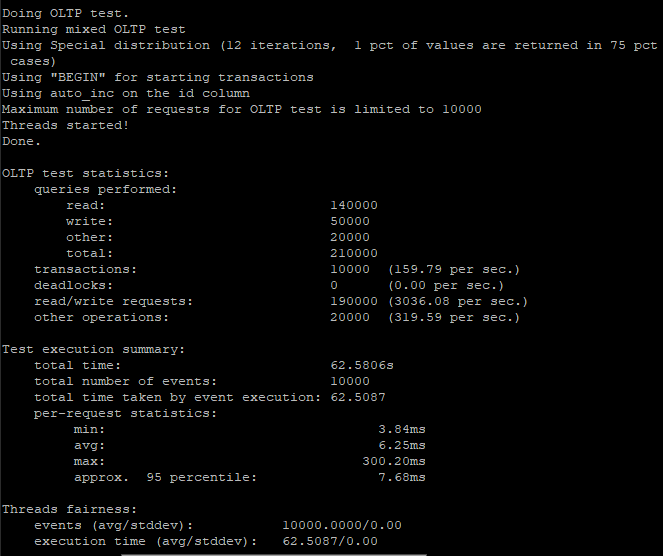 Doing OLTP test.
Running mixed OLTP test
Using Special distribution (12 iterations,  1 pct of values are returned in 75 pct
 cases)
Using "BEGIN" for starting transactions
Using auto_inc on the id column
Maximum number of requests for OLTP test is limited to 10000
Threads started!
Done.

OLTP test statistics:
    queries performed:
        read:                            140000
        write:                           50000
        other:                           20000
        total:                           210000
    transactions:                        10000  (159.79 per sec.)
    deadlocks:                           0      (0.00 per sec.)
    read/write requests:                 190000 (3036.08 per sec.)
    other operations:                    20000  (319.59 per sec.)

Test execution summary:
    total time:                          62.5806s
    total number of events:              10000
    total time taken by event execution: 62.5087
    per-request statistics:
         min:                                  3.84ms
         avg:                                  6.25ms
         max:                                300.20ms
         approx.  95 percentile:               7.68ms

Threads fairness:
    events (avg/stddev):           10000.0000/0.00
    execution time (avg/stddev):   62.5087/0.00